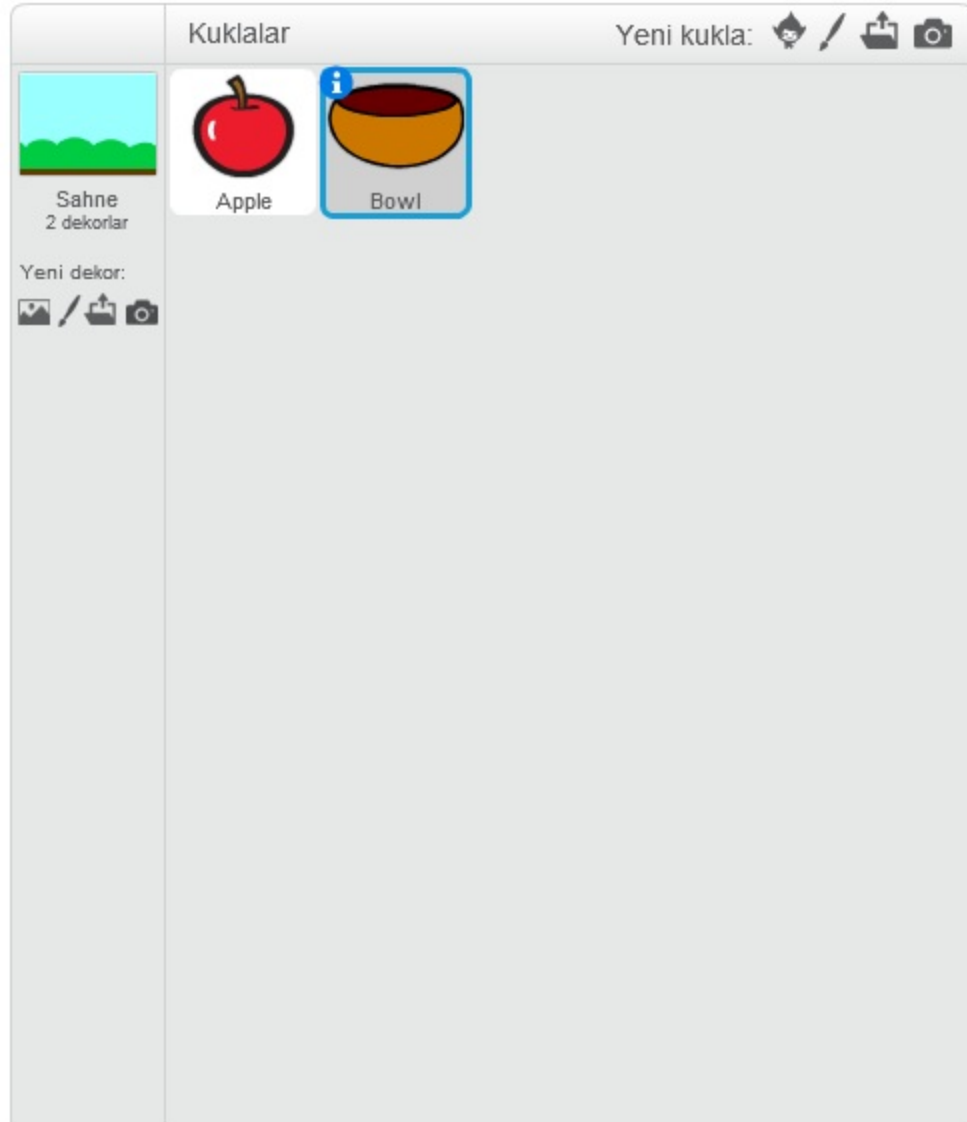 Kuklalar
Yeni kukla:
Apple
Bowl
Sahne
2 dekorlar
Yeni dekor: